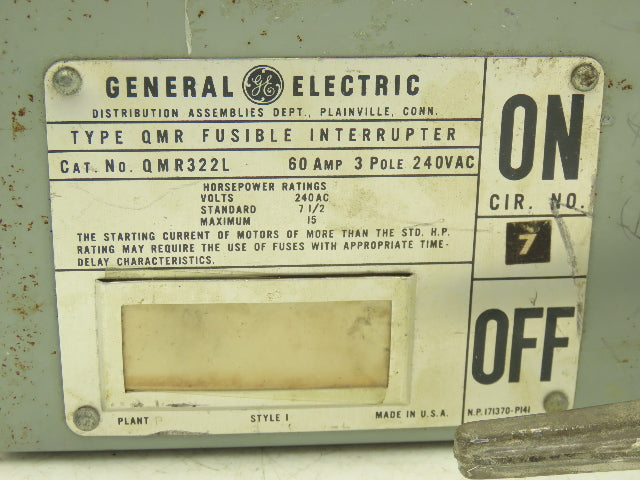 GENERAL GE ELECTRIC
DISTRIBUTION ASSEMBLIES DEPT., PLAINVILLE, CONN.
TYPE QMR FUSIBLE INTERRUPTER
CAT. NO. QMR322L 60 AMP 3 POLE 240VAC
HORSEPOWER RATINGS
VOLTS 240AC
STANDARD 7 1/2
MAXIMUM 15
THE STARTING CURRENT OF MOTORS OF MORE THAN THE STD. H.P.
RATING MAY REQUIRE THE USE OF FUSES WITH APPROPRIATE TIME-
DELAY CHARACTERISTICS.
PLANT P STYLE 1 MADE IN U.S.A.
ON
CIR. NO.
7
OFF
N.P. 171370-P141